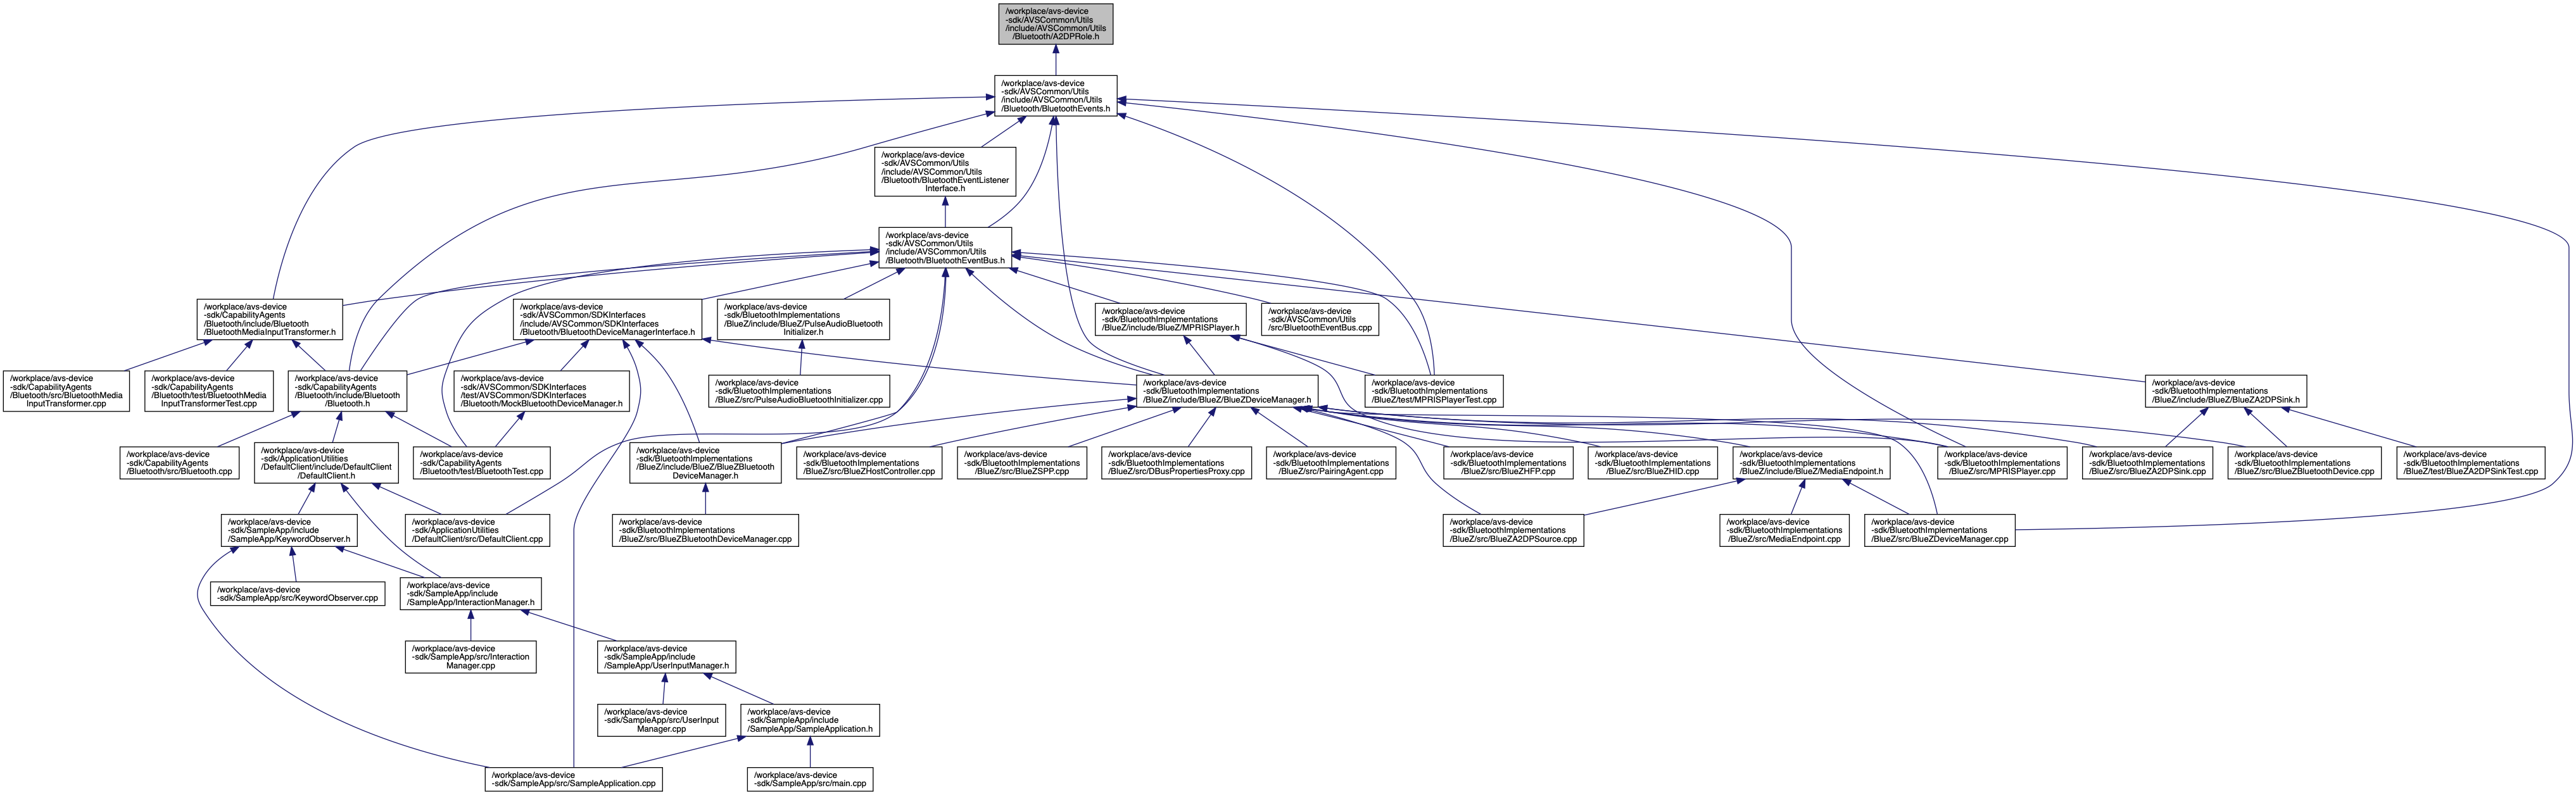 /workplace/avs-device
-sdk/AVSCommon/Utils
/include/AVSCommon/Utils
/Bluetooth/A2DPRole.h
/workplace/avs-device
-sdk/AVSCommon/Utils
/include/AVSCommon/Utils
/Bluetooth/BluetoothEvents.h
/workplace/avs-device
-sdk/AVSCommon/Utils
/include/AVSCommon/Utils
/Bluetooth/BluetoothEventListener
Interface.h
/workplace/avs-device
-sdk/AVSCommon/Utils
/include/AVSCommon/Utils
/Bluetooth/BluetoothEventBus.h
/workplace/avs-device
-sdk/CapabilityAgents
/Bluetooth/include/Bluetooth
/BluetoothMediaInputTransformer.h
/workplace/avs-device
-sdk/AVSCommon/SDKInterfaces
/include/AVSCommon/SDKInterfaces
/Bluetooth/BluetoothDeviceManagerInterface.h
/workplace/avs-device
-sdk/BluetoothImplementations
/BlueZ/include/BlueZ/PulseAudioBluetooth
Initializer.h
/workplace/avs-device
-sdk/BluetoothImplementations
/BlueZ/include/BlueZ/MPRISPlayer.h
/workplace/avs-device
-sdk/AVSCommon/Utils
/src/BluetoothEventBus.cpp
/workplace/avs-device
-sdk/CapabilityAgents
/Bluetooth/src/BluetoothMedia
InputTransformer.cpp
/workplace/avs-device
-sdk/CapabilityAgents
/Bluetooth/test/BluetoothMedia
InputTransformerTest.cpp
/workplace/avs-device
-sdk/CapabilityAgents
/Bluetooth/include/Bluetooth
/Bluetooth.h
/workplace/avs-device
-sdk/AVSCommon/SDKInterfaces
/test/AVSCommon/SDKInterfaces
/Bluetooth/MockBluetoothDeviceManager.h
/workplace/avs-device
-sdk/BluetoothImplementations
/BlueZ/src/PulseAudioBluetoothInitializer.cpp
/workplace/avs-device
-sdk/BluetoothImplementations
/BlueZ/include/BlueZ/BlueZDeviceManager.h
/workplace/avs-device
-sdk/BluetoothImplementations
/BlueZ/test/MPRISPlayerTest.cpp
/workplace/avs-device
-sdk/BluetoothImplementations
/BlueZ/include/BlueZ/BlueZA2DPSink.h
/workplace/avs-device
-sdk/CapabilityAgents
/Bluetooth/src/Bluetooth.cpp
/workplace/avs-device
-sdk/ApplicationUtilities
/DefaultClient/include/DefaultClient
/DefaultClient.h
/workplace/avs-device
-sdk/CapabilityAgents
/Bluetooth/test/BluetoothTest.cpp
/workplace/avs-device
-sdk/BluetoothImplementations
/BlueZ/include/BlueZ/BlueZBluetooth
DeviceManager.h
/workplace/avs-device
-sdk/BluetoothImplementations
/BlueZ/src/BlueZHostController.cpp
/workplace/avs-device
-sdk/BluetoothImplementations
/BlueZ/src/BlueZSPP.cpp
/workplace/avs-device
-sdk/BluetoothImplementations
/BlueZ/src/DBusPropertiesProxy.cpp
/workplace/avs-device
-sdk/BluetoothImplementations
/BlueZ/src/PairingAgent.cpp
/workplace/avs-device
-sdk/BluetoothImplementations
/BlueZ/src/BlueZHFP.cpp
/workplace/avs-device
-sdk/BluetoothImplementations
/BlueZ/src/BlueZHID.cpp
/workplace/avs-device
-sdk/BluetoothImplementations
/BlueZ/include/BlueZ/MediaEndpoint.h
/workplace/avs-device
-sdk/BluetoothImplementations
/BlueZ/src/MPRISPlayer.cpp
/workplace/avs-device
-sdk/BluetoothImplementations
/BlueZ/src/BlueZA2DPSink.cpp
/workplace/avs-device
-sdk/BluetoothImplementations
/BlueZ/src/BlueZBluetoothDevice.cpp
/workplace/avs-device
-sdk/BluetoothImplementations
/BlueZ/test/BlueZA2DPSinkTest.cpp
/workplace/avs-device
-sdk/SampleApp/include
/SampleApp/KeywordObserver.h
/workplace/avs-device
-sdk/ApplicationUtilities
/DefaultClient/src/DefaultClient.cpp
/workplace/avs-device
-sdk/BluetoothImplementations
/BlueZ/src/BlueZBluetoothDeviceManager.cpp
/workplace/avs-device
-sdk/BluetoothImplementations
/BlueZ/src/BlueZA2DPSource.cpp
/workplace/avs-device
-sdk/BluetoothImplementations
/BlueZ/src/MediaEndpoint.cpp
/workplace/avs-device
-sdk/BluetoothImplementations
/BlueZ/src/BlueZDeviceManager.cpp
/workplace/avs-device
-sdk/SampleApp/src/KeywordObserver.cpp
/workplace/avs-device
-sdk/SampleApp/include
/SampleApp/InteractionManager.h
/workplace/avs-device
-sdk/SampleApp/src/Interaction
Manager.cpp
/workplace/avs-device
-sdk/SampleApp/include
/SampleApp/UserInputManager.h
/workplace/avs-device
-sdk/SampleApp/src/UserInput
Manager.cpp
/workplace/avs-device
-sdk/SampleApp/include
/SampleApp/SampleApplication.h
/workplace/avs-device
-sdk/SampleApp/src/SampleApplication.cpp
/workplace/avs-device
-sdk/SampleApp/src/main.cpp